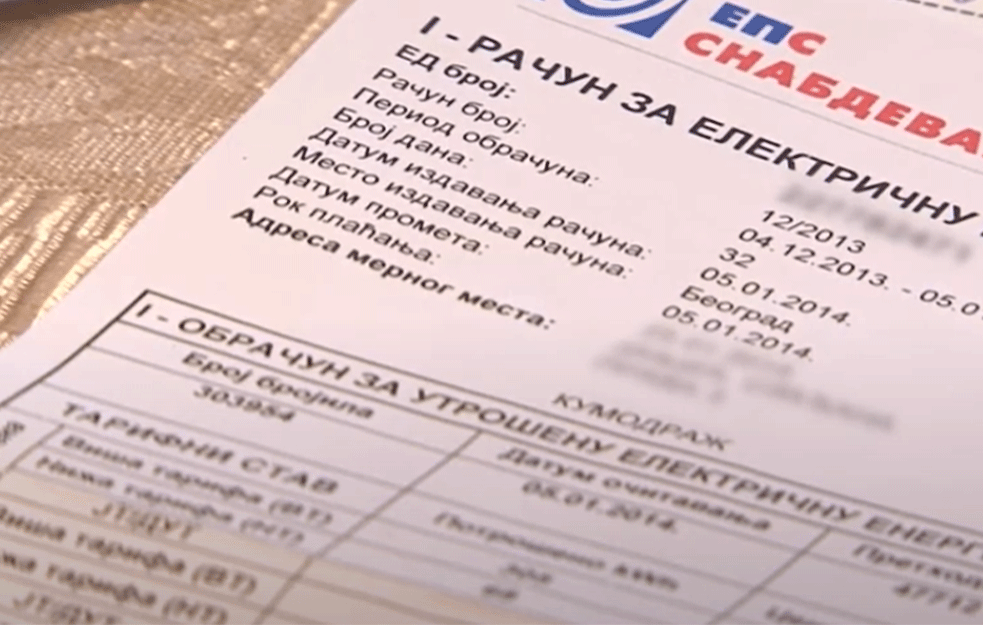 ЕПС
СНАБДЕВА
I - РАЧУН ЗА ЕЛЕКТРИЧНУ
Ед број:
Рачун број:
Период обрачуна: 12/2013
Број дана: 04.12.2013. - 05.0
Датум издавања рачуна: 32
Место издавања рачуна: 05.01.2014.
Датум промета: Београд
Рок плаћања: 05.01.2014.
Адреса мерног места:
КУМОДРАЖ
I - ОБРАЧУН ЗА УТРОШЕНУ ЕЛЕКТРИЧНУ ЕНЕРГ
Број бројила Датум очитавања Претход
303954 05.01.2014. 47712
ТАРИФНИ СТАВ Потрошено kWh
Виша тарифа (ВТ)
Нижа тарифа (НТ)
ЈТ/ДУТ
Виша тарифа (ВТ)
жа тарифа (НТ)
ЈТ/ДУТ